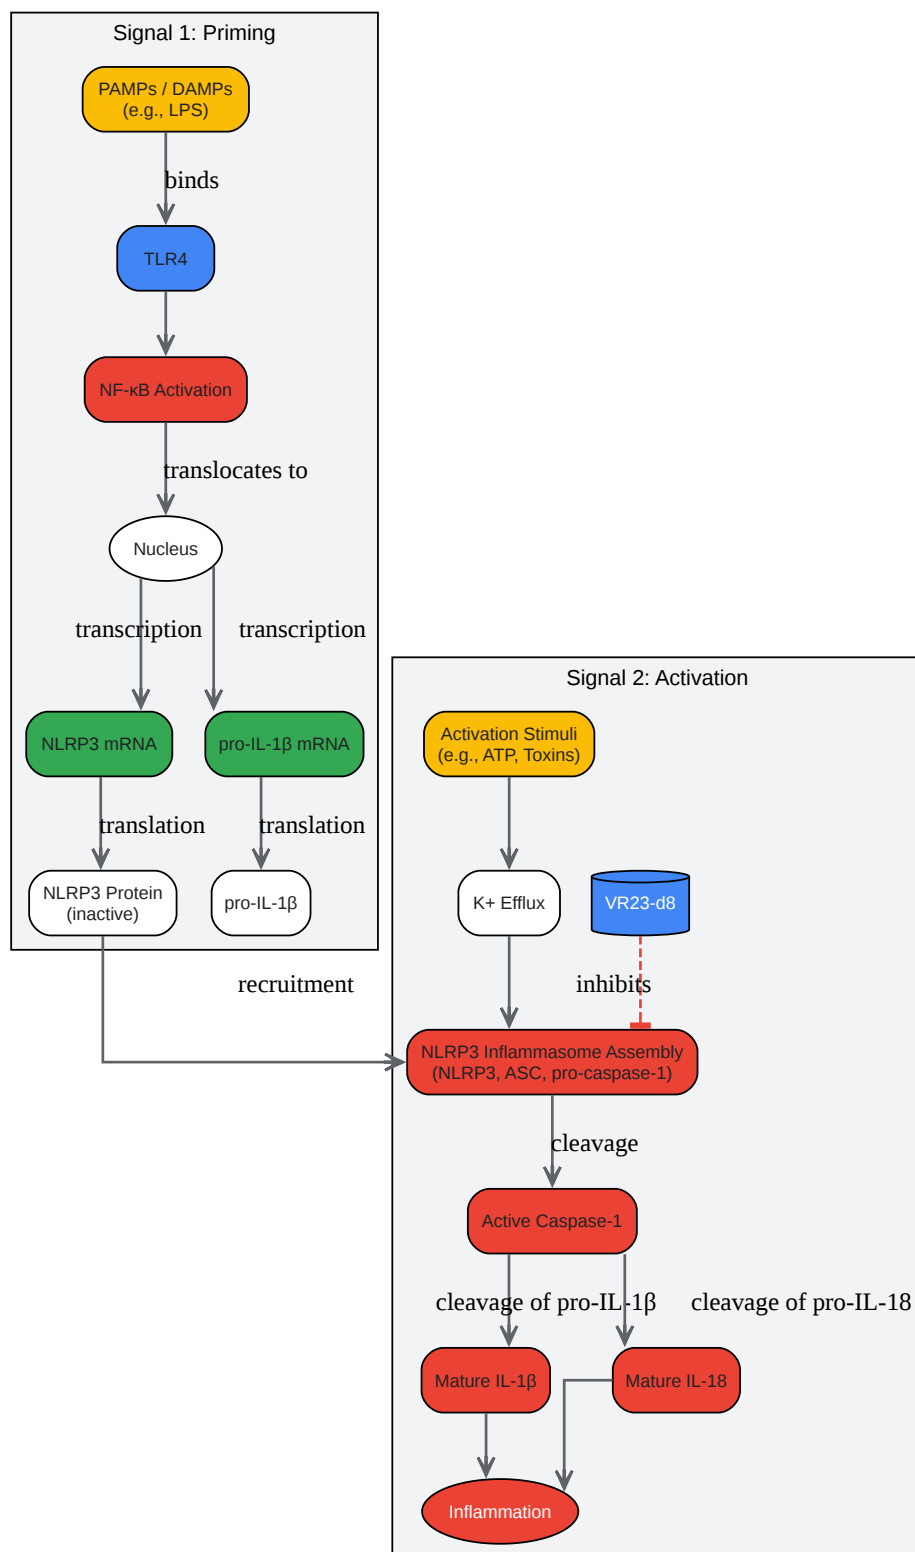 Signal 1: Priming
PAMPs / DAMPs
(e.g., LPS)
binds
TLR4
NF-κB Activation
translocates to
Nucleus
transcription
transcription
NLRP3 mRNA
pro-IL-1β mRNA
translation
translation
NLRP3 Protein
(inactive)
pro-IL-1β
recruitment
Signal 2: Activation
Activation Stimuli
(e.g., ATP, Toxins)
K+ Efflux
VR23-d8
inhibits
NLRP3 Inflammasome Assembly
(NLRP3, ASC, pro-caspase-1)
cleavage
Active Caspase-1
cleavage of pro-IL-1β
cleavage of pro-IL-18
Mature IL-1β
Mature IL-18
Inflammation